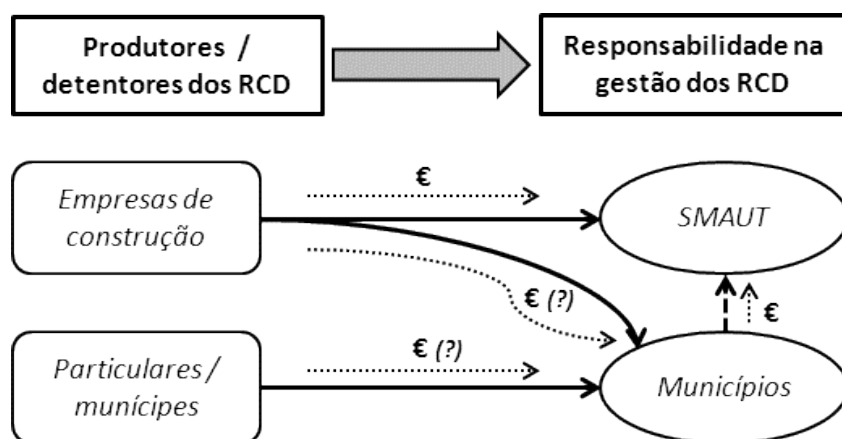 Produtores /
detentores dos RCD
Responsabilidade na
gestão dos RCD
€
Empresas de
construção
SMAUT
€ (?)
€
€ (?)
Particulares /
munícipes
Municípios